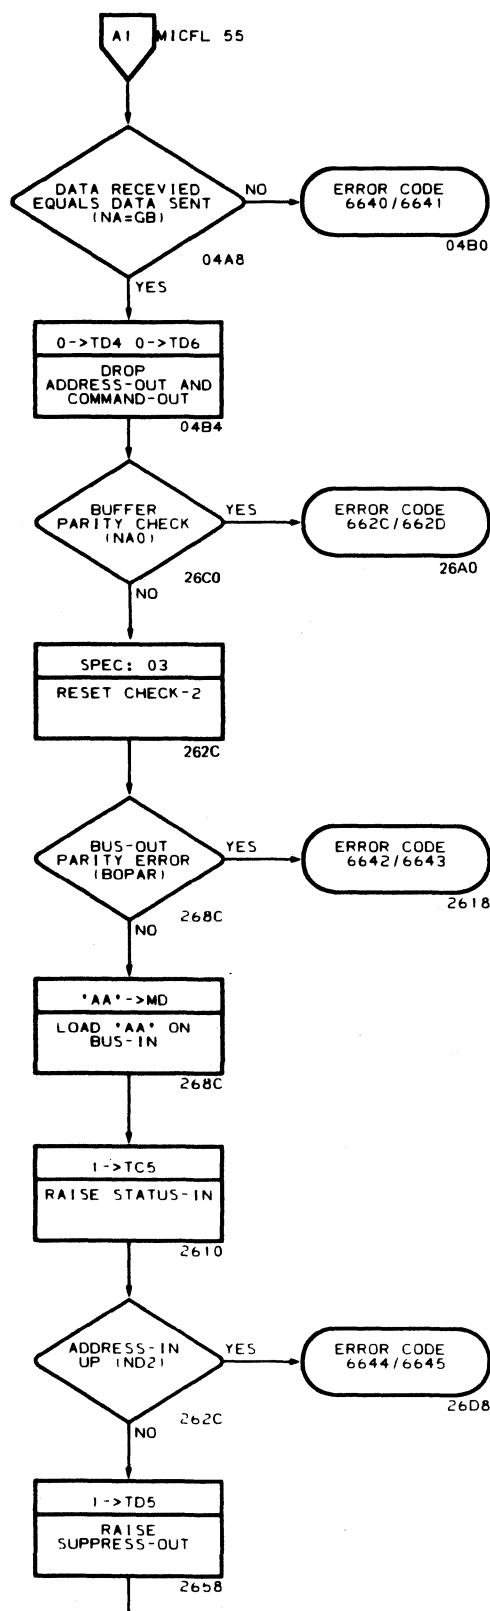 A1 MICFL 55
DATA RECEVIED
EQUALS DATA SENT
(NA=GB)
NO
ERROR CODE
6640/6641
04B0
04A8
YES
0->TD4 0->TD6
DROP
ADDRESS-OUT AND
COMMAND-OUT
04B4
BUFFER
PARITY CHECK
(NA0)
YES
ERROR CODE
662C/662D
26A0
26C0
NO
SPEC: 03
RESET CHECK-2
262C
BUS-OUT
PARITY ERROR
(BOPAR)
YES
ERROR CODE
6642/6643
2618
268C
NO
'AA'->MD
LOAD 'AA' ON
BUS-IN
268C
1->TC5
RAISE STATUS-IN
2610
ADDRESS-IN
UP (ND2)
YES
ERROR CODE
6644/6645
26D8
262C
NO
1->TD5
RAISE
SUPPRESS-OUT
2658